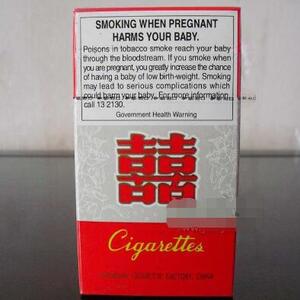 SMOKING WHEN PREGNANT
HARMS YOUR BABY.
Poisons in tobacco smoke reach your baby
through the bloodstream. If you smoke when
you are pregnant, you greatly increase the chance
of having a baby of low birth-weight. Smoking
may lead to serious complications which
could harm your baby. For more information
call 13 2130.
Government Health Warning
囍
Cigarettes
FACTORY, CHINA